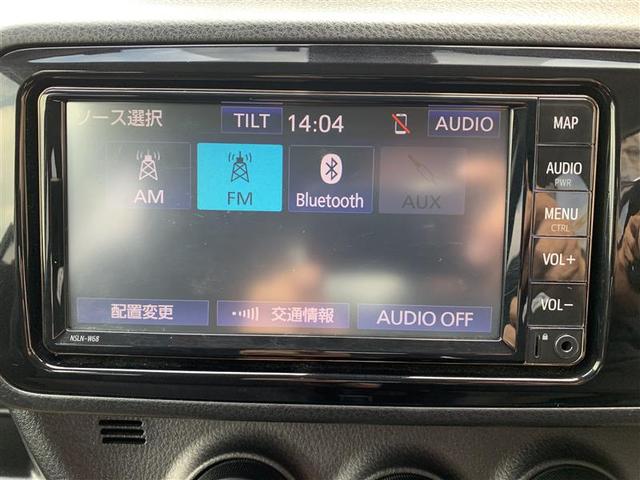 ソース選択 TILT 14:04 AUDIO
AM FM Bluetooth AUX
配置変更 交通情報 AUDIO OFF
NSLN-W68
MAP
AUDIO
PWR
MENU
CTRL
VOL+
VOL−